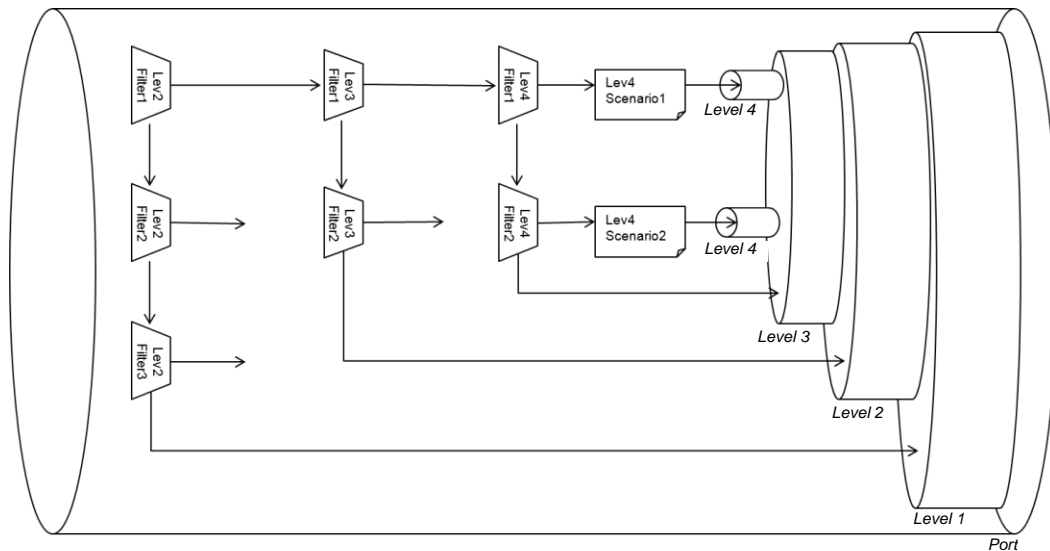 Lev2
Filter1
Lev3
Filter1
Lev4
Filter1
Lev4
Scenario1
Level 4
Lev2
Filter2
Lev3
Filter2
Lev4
Filter2
Lev4
Scenario2
Level 4
Lev2
Filter3
Level 3
Level 2
Level 1
Port